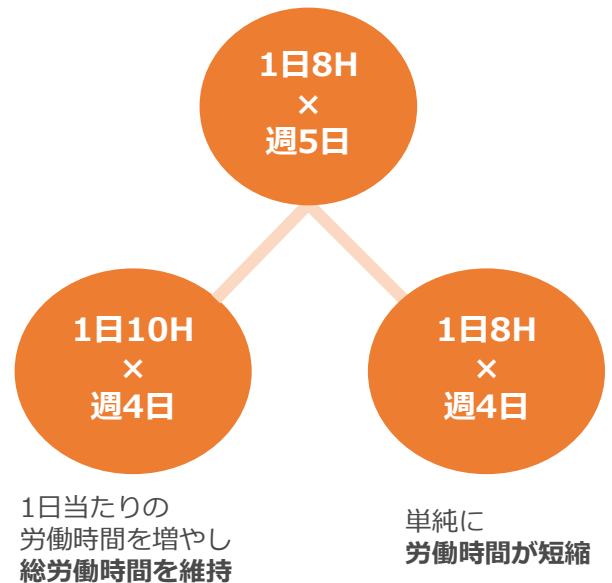 1日8H
×
週5日
1日10H
×
週4日
1日8H
×
週4日
1日当たりの
労働時間を増やし
総労働時間を維持
単純に
労働時間が短縮